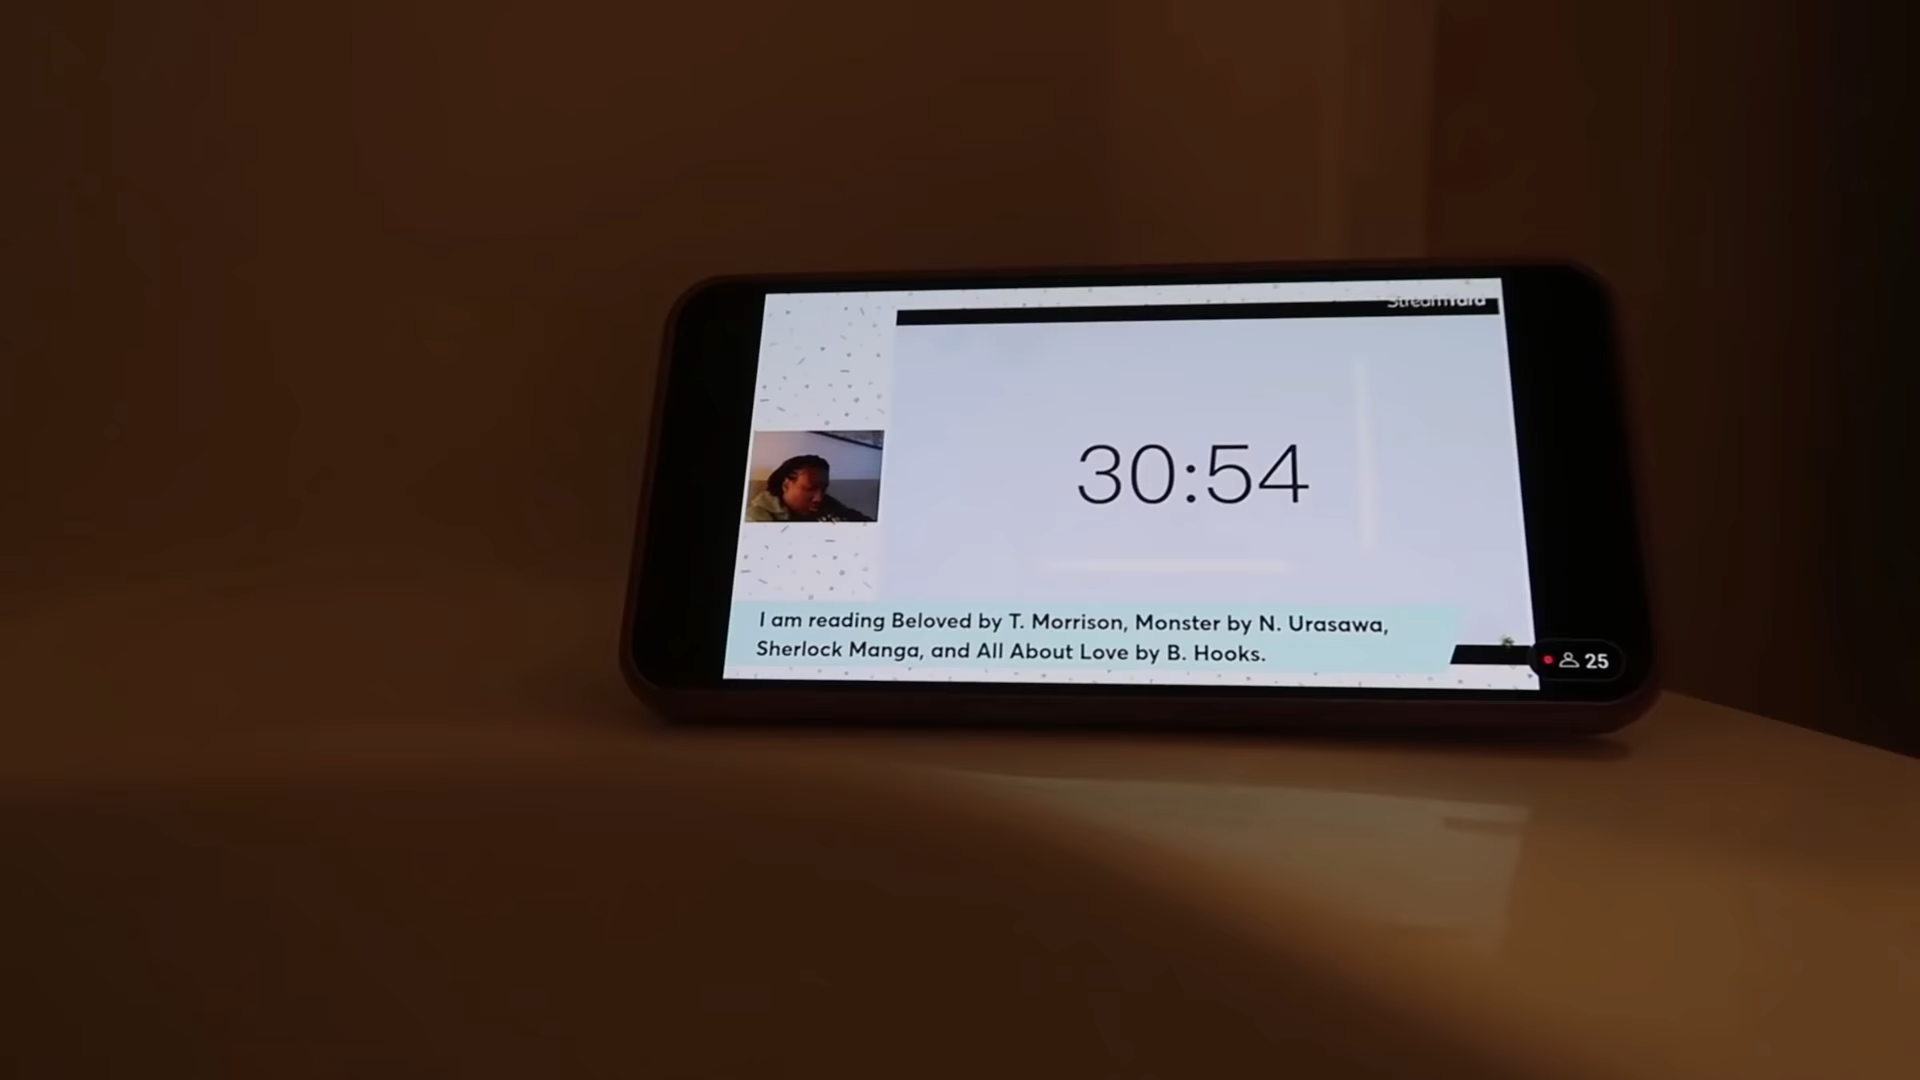 StreamYard
30:54
I am reading Beloved by T. Morrison, Monster by N. Urasawa,
Sherlock Manga, and All About Love by B. Hooks.
25